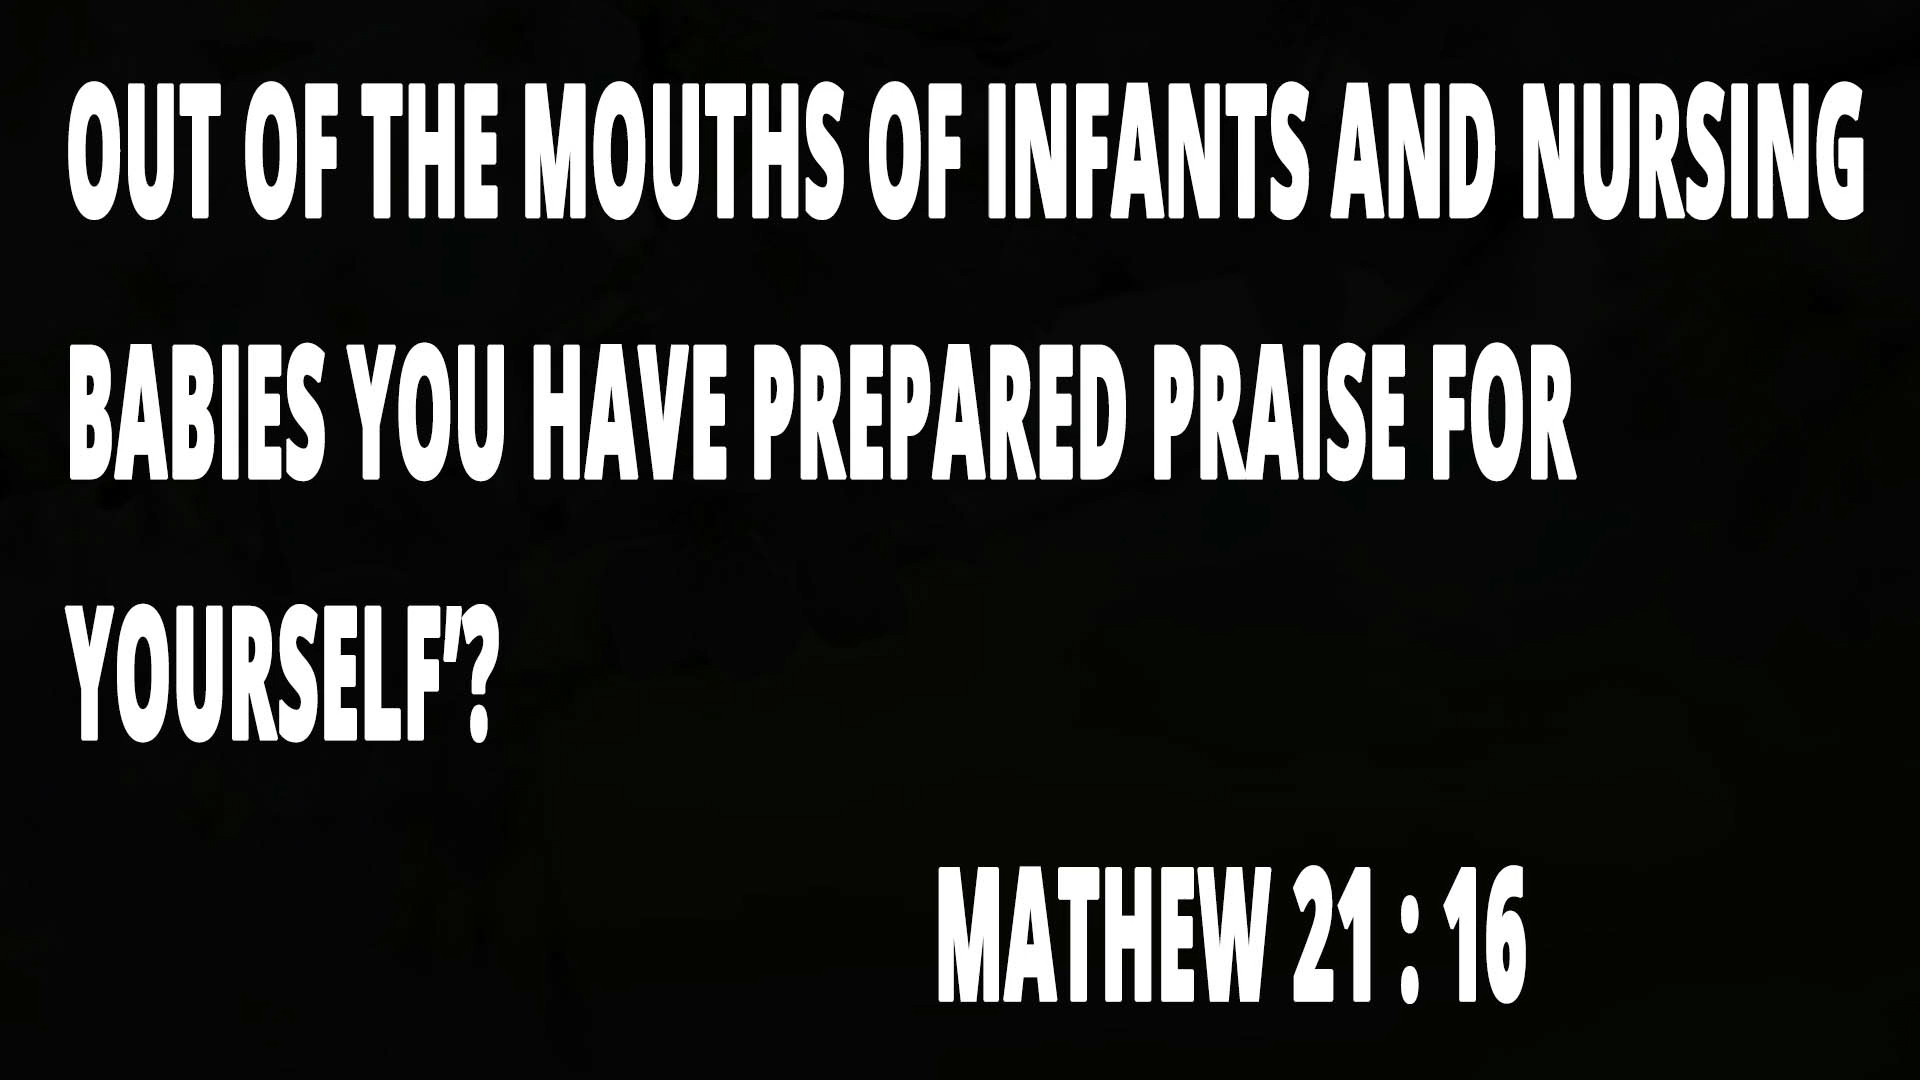 OUT OF THE MOUTHS OF INFANTS AND NURSING
BABIES YOU HAVE PREPARED PRAISE FOR
YOURSELF'?
MATHEW 21 : 16